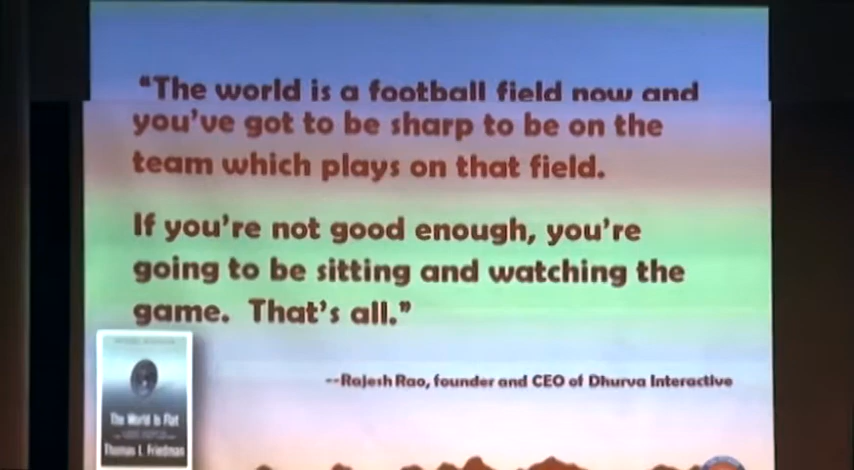 “The world is a football field now and
you’ve got to be sharp to be on the
team which plays on that field.
If you’re not good enough, you’re
going to be sitting and watching the
game. That’s all.”
--Rajesh Rao, founder and CEO of Dhurva Interactive
The World Is Flat
Thomas L. Friedman